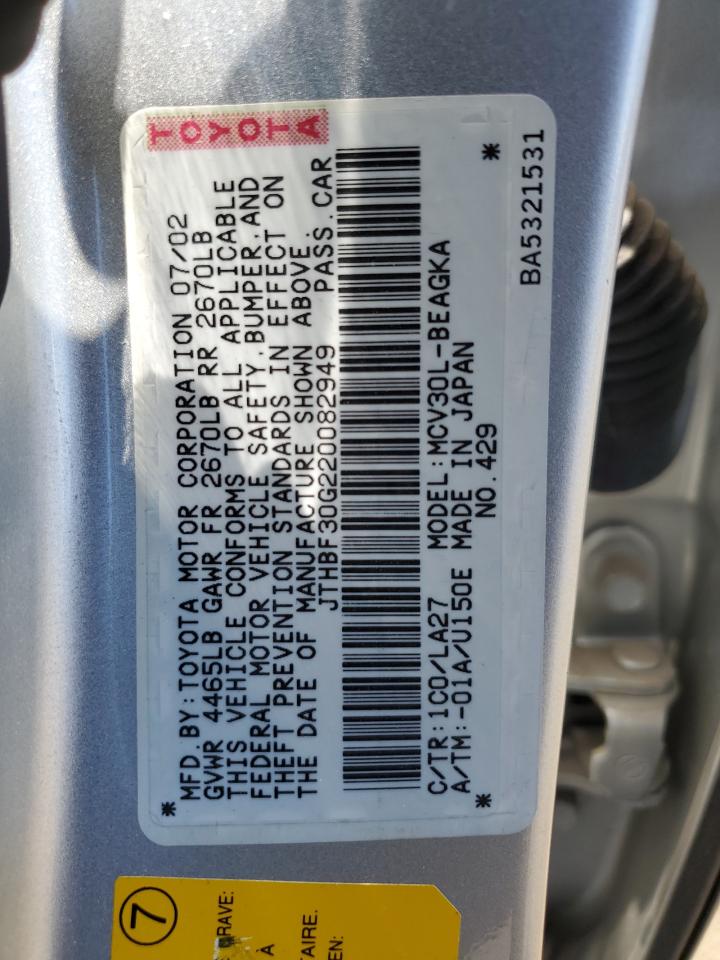 TOYOTA
* MFD.BY:TOYOTA MOTOR CORPORATION 07/02
GVWR 4465LB GAWR FR 2670LB RR 2670LB
THIS VEHICLE CONFORMS TO ALL APPLICABLE
FEDERAL MOTOR VEHICLE SAFETY,BUMPER,AND
THEFT PREVENTION STANDARDS IN EFFECT ON
THE DATE OF MANUFACTURE SHOWN ABOVE.
JTHBF30G220082949 PASS.CAR
C/TR:1C0/LA27 MODEL:MCV30L-BEAGKA
A/TM:-01A/U150E MADE IN JAPAN
* NO.429 *
BA5321531
7
GRAVE:
À
TAIRE.
EN: